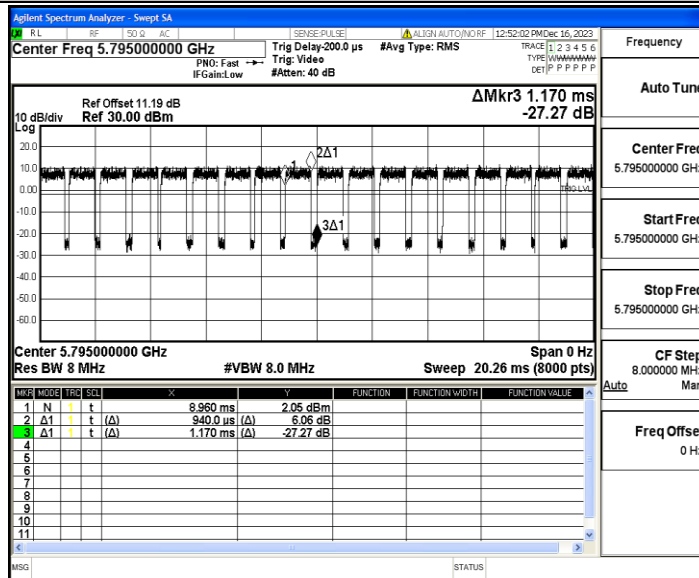 Agilent Spectrum Analyzer - Swept SA
RL RF 50 Ω AC SENSE:PULSE ALIGN AUTO/NO RF 12:52:02 PM Dec 16, 2023
Center Freq 5.795000000 GHz Trig Delay-200.0 µs #Avg Type: RMS TRACE 1 2 3 4 5 6
PNO: Fast Trig: Video TYPE
IFGain:Low #Atten: 40 dB DET P P P P P P
Ref Offset 11.19 dB ΔMkr3 1.170 ms
10 dB/div Ref 30.00 dBm -27.27 dB
Log
20.0
10.0
0.00
-10.0
-20.0
-30.0
-40.0
-50.0
-60.0
1
2Δ1
3Δ1
TRIG LVL
Center 5.795000000 GHz Span 0 Hz
Res BW 8 MHz #VBW 8.0 MHz Sweep 20.26 ms (8000 pts)
MKR MODE TRC SCL X Y FUNCTION FUNCTION WIDTH FUNCTION VALUE
1 N 1 t 8.960 ms 2.05 dBm
2 Δ1 1 t (Δ) 940.0 µs (Δ) 6.06 dB
3 Δ1 1 t (Δ) 1.170 ms (Δ) -27.27 dB
4
5
6
7
8
9
10
11
MSG STATUS
Frequency
Auto Tune
Center Freq
5.795000000 GHz
Start Freq
5.795000000 GHz
Stop Freq
5.795000000 GHz
CF Step
8.000000 MHz
Auto Man
Freq Offset
0 Hz